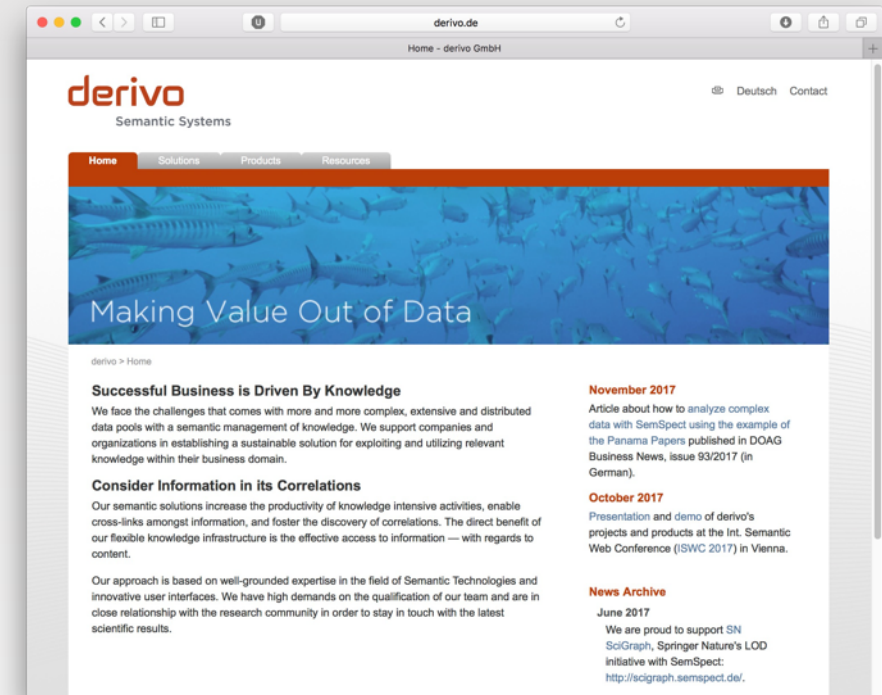 derivo.de
Home - derivo GmbH
derivo
Semantic Systems
Deutsch Contact
Home Solutions Products Resources
Making Value Out of Data
derivo > Home
Successful Business is Driven By Knowledge
We face the challenges that comes with more and more complex, extensive and distributed
data pools with a semantic management of knowledge. We support companies and
organizations in establishing a sustainable solution for exploiting and utilizing relevant
knowledge within their business domain.
Consider Information in its Correlations
Our semantic solutions increase the productivity of knowledge intensive activities, enable
cross-links amongst information, and foster the discovery of correlations. The direct benefit of
our flexible knowledge infrastructure is the effective access to information — with regards to
content.
Our approach is based on well-grounded expertise in the field of Semantic Technologies and
innovative user interfaces. We have high demands on the qualification of our team and are in
close relationship with the research community in order to stay in touch with the latest
scientific results.
November 2017
Article about how to analyze complex
data with SemSpect using the example of
the Panama Papers published in DOAG
Business News, issue 93/2017 (in
German).
October 2017
Presentation and demo of derivo's
projects and products at the Int. Semantic
Web Conference (ISWC 2017) in Vienna.
News Archive
June 2017
We are proud to support SN
SciGraph, Springer Nature's LOD
initiative with SemSpect:
http://scigraph.semspect.de/.